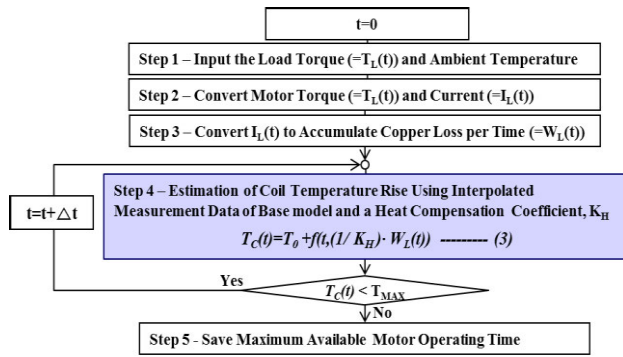 t=0
Step 1 – Input the Load Torque (=T_L(t)) and Ambient Temperature
Step 2 – Convert Motor Torque (=T_L(t)) and Current (=I_L(t))
Step 3 – Convert I_L(t) to Accumulate Copper Loss per Time (=W_L(t))
Step 4 – Estimation of Coil Temperature Rise Using Interpolated
Measurement Data of Base model and a Heat Compensation Coefficient, K_H
T_C(t)=T_0 +f(t,(1/ K_H)· W_L(t)) --------- (3)
t=t+△t
Yes
T_C(t) < T_MAX
No
Step 5 - Save Maximum Available Motor Operating Time